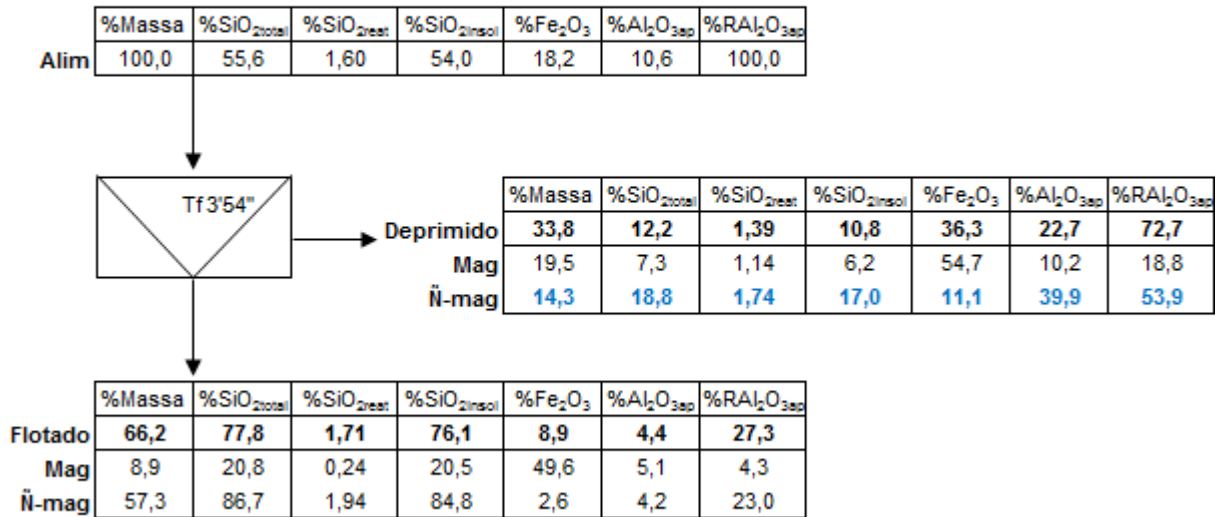 %Massa %SiO2total %SiO2reat %SiO2insol %Fe2O3 %Al2O3ap %RAl2O3ap
Alim 100,0 55,6 1,60 54,0 18,2 10,6 100,0
Tf 3'54"
%Massa %SiO2total %SiO2reat %SiO2insol %Fe2O3 %Al2O3ap %RAl2O3ap
Deprimido 33,8 12,2 1,39 10,8 36,3 22,7 72,7
Mag 19,5 7,3 1,14 6,2 54,7 10,2 18,8
Ñ-mag 14,3 18,8 1,74 17,0 11,1 39,9 53,9
%Massa %SiO2total %SiO2reat %SiO2insol %Fe2O3 %Al2O3ap %RAl2O3ap
Flotado 66,2 77,8 1,71 76,1 8,9 4,4 27,3
Mag 8,9 20,8 0,24 20,5 49,6 5,1 4,3
Ñ-mag 57,3 86,7 1,94 84,8 2,6 4,2 23,0